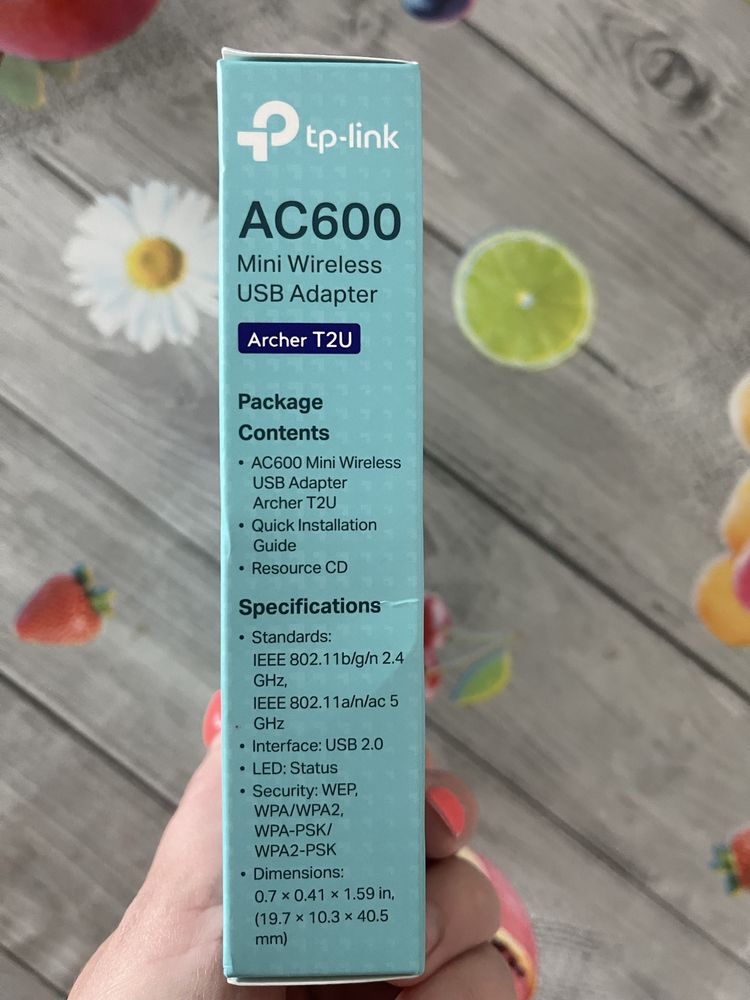 tp-link
AC600
Mini Wireless
USB Adapter
Archer T2U
Package
Contents
• AC600 Mini Wireless
USB Adapter
Archer T2U
• Quick Installation
Guide
• Resource CD
Specifications
• Standards:
IEEE 802.11b/g/n 2.4
GHz,
IEEE 802.11a/n/ac 5
GHz
• Interface: USB 2.0
• LED: Status
• Security: WEP,
WPA/WPA2,
WPA-PSK/
WPA2-PSK
• Dimensions:
0.7 × 0.41 × 1.59 in,
(19.7 × 10.3 × 40.5
mm)